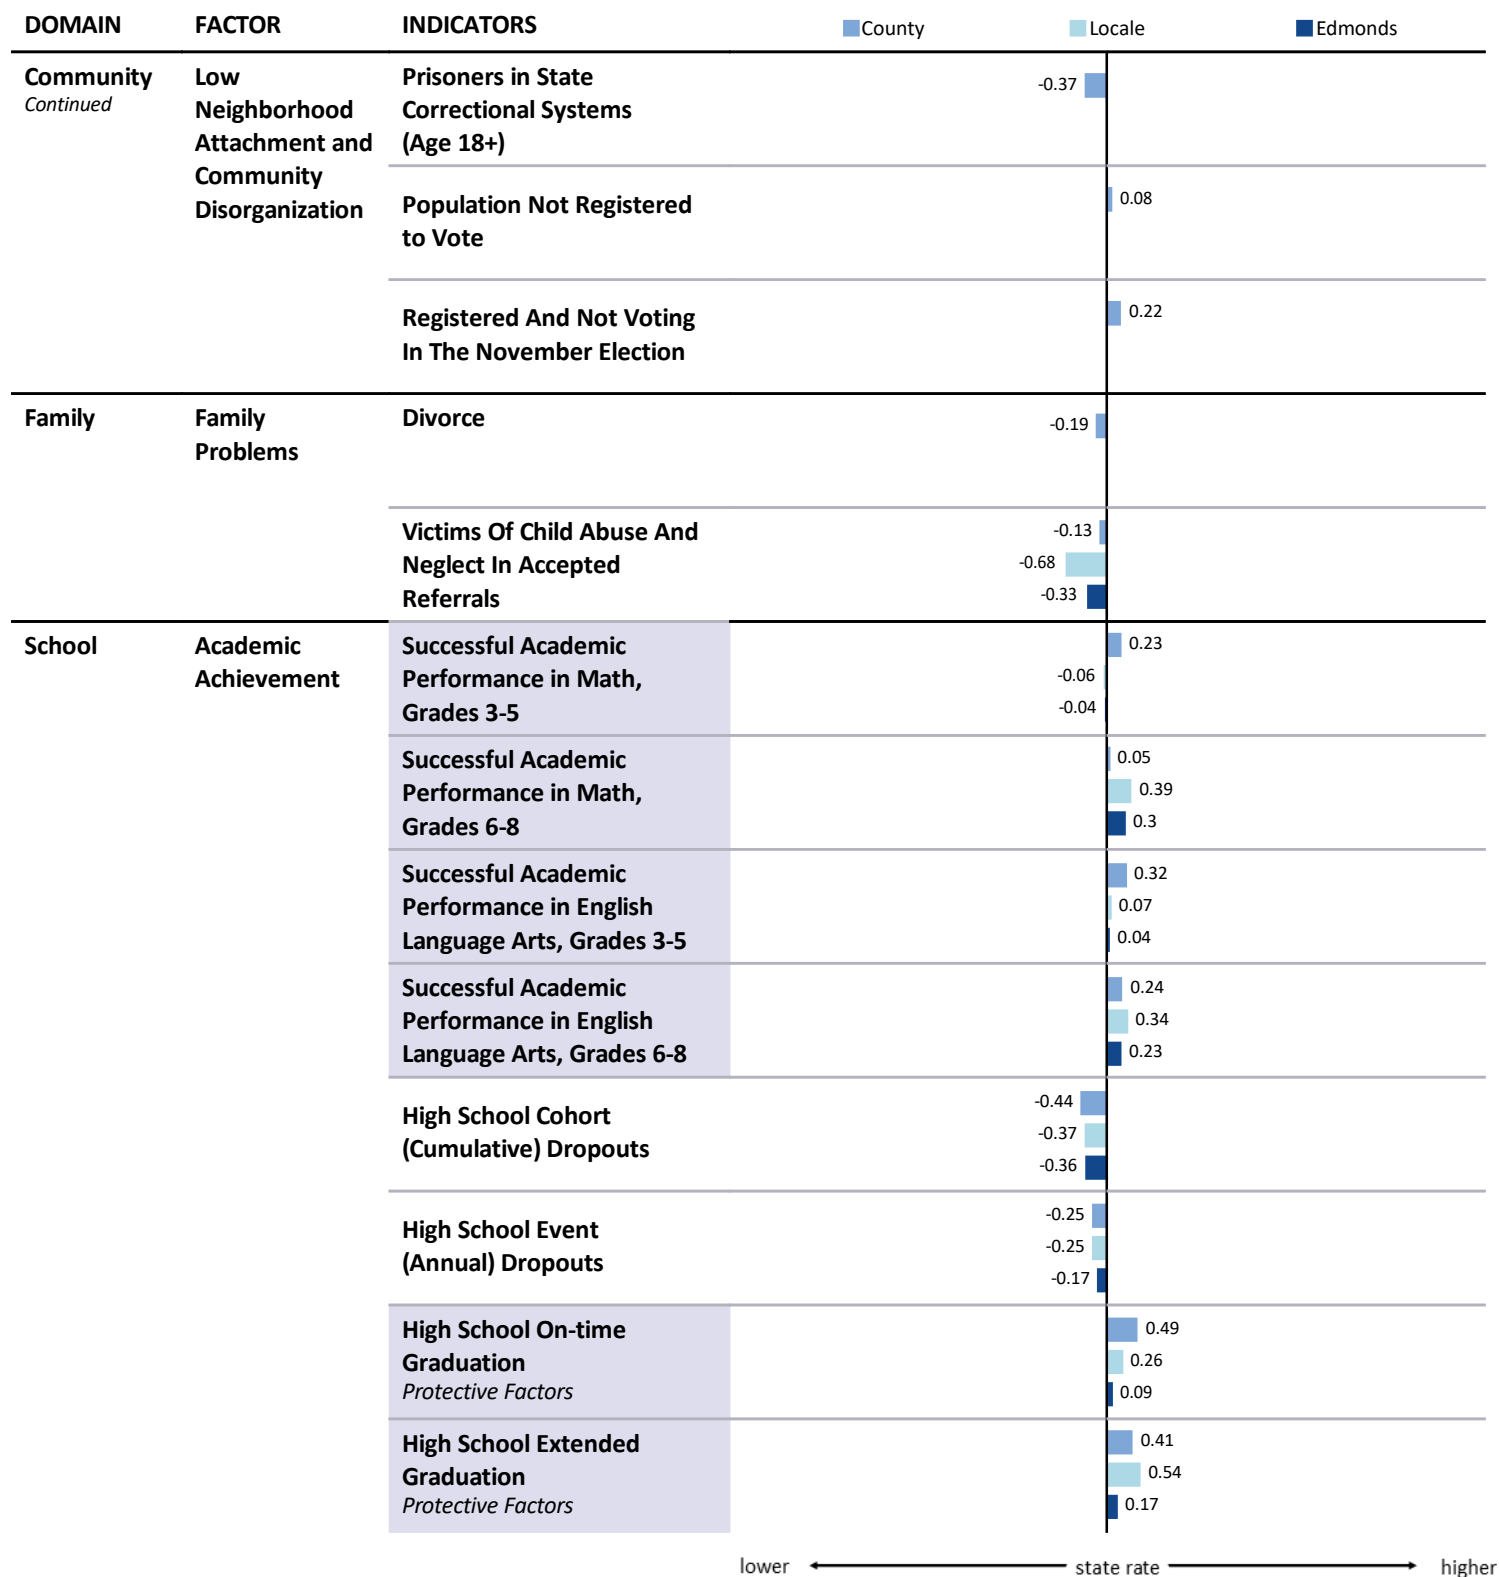 DOMAIN FACTOR INDICATORS County Locale Edmonds
Community
Continued
Low
Neighborhood
Attachment and
Community
Disorganization
Prisoners in State
Correctional Systems
(Age 18+)
-0.37
Population Not Registered
to Vote
0.08
Registered And Not Voting
In The November Election
0.22
Family
Family
Problems
Divorce
-0.19
Victims Of Child Abuse And
Neglect In Accepted
Referrals
-0.13
-0.68
-0.33
School
Academic
Achievement
Successful Academic
Performance in Math,
Grades 3-5
0.23
-0.06
-0.04
Successful Academic
Performance in Math,
Grades 6-8
0.05
0.39
0.3
Successful Academic
Performance in English
Language Arts, Grades 3-5
0.32
0.07
0.04
Successful Academic
Performance in English
Language Arts, Grades 6-8
0.24
0.34
0.23
High School Cohort
(Cumulative) Dropouts
-0.44
-0.37
-0.36
High School Event
(Annual) Dropouts
-0.25
-0.25
-0.17
High School On-time
Graduation
Protective Factors
0.49
0.26
0.09
High School Extended
Graduation
Protective Factors
0.41
0.54
0.17
lower state rate higher